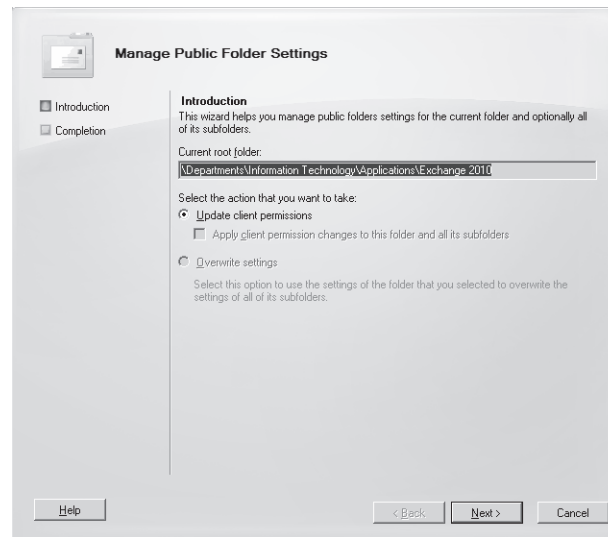 Manage Public Folder Settings
Introduction
Completion
Introduction
This wizard helps you manage public folders settings for the current folder and optionally all
of its subfolders.
Current root folder:
\Departments\Information Technology\Applications\Exchange 2010
Select the action that you want to take:
Update client permissions
Apply client permission changes to this folder and all its subfolders
Overwrite settings
Select this option to use the settings of the folder that you selected to overwrite the
settings of all of its subfolders.
Help
< Back
Next >
Cancel